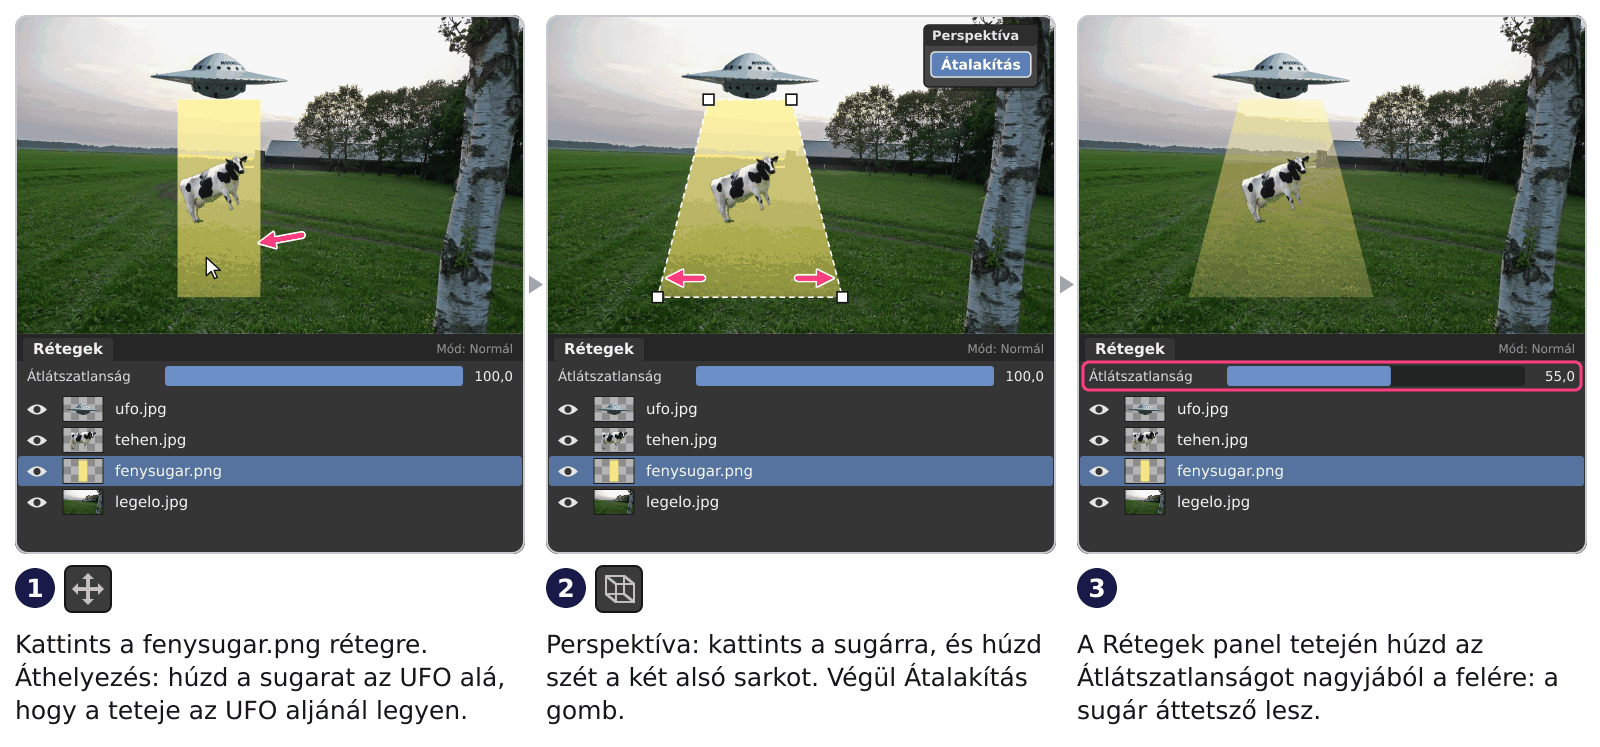 Rétegek
Mód: Normál
Átlátszatlanság
100,0
ufo.jpg
tehen.jpg
fenysugar.png
legelo.jpg
1
Kattints a fenysugar.png rétegre.
Áthelyezés: húzd a sugarat az UFO alá,
hogy a teteje az UFO aljánál legyen.
Perspektíva
Átalakítás
Rétegek
Mód: Normál
Átlátszatlanság
100,0
ufo.jpg
tehen.jpg
fenysugar.png
legelo.jpg
2
Perspektíva: kattints a sugárra, és húzd
szét a két alsó sarkot. Végül Átalakítás
gomb.
Rétegek
Mód: Normál
Átlátszatlanság
55,0
ufo.jpg
tehen.jpg
fenysugar.png
legelo.jpg
3
A Rétegek panel tetején húzd az
Átlátszatlanságot nagyjából a felére: a
sugár áttetsző lesz.